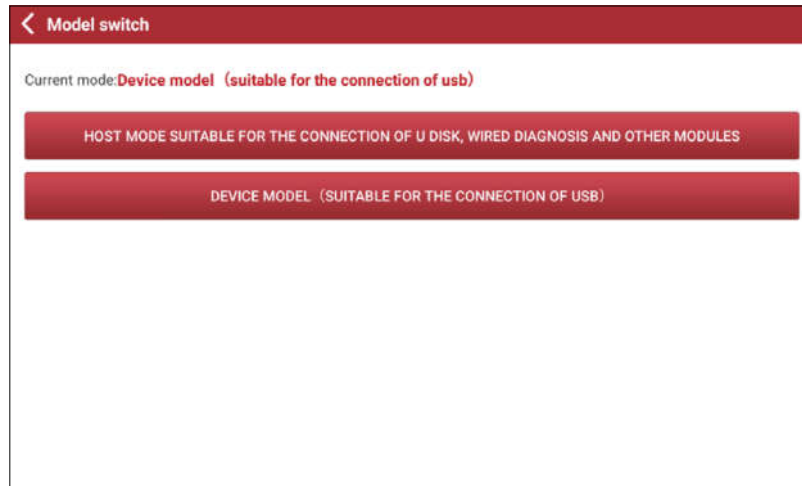 Model switch
Current mode:Device model（suitable for the connection of usb）
HOST MODE SUITABLE FOR THE CONNECTION OF U DISK, WIRED DIAGNOSIS AND OTHER MODULES
DEVICE MODEL（SUITABLE FOR THE CONNECTION OF USB）